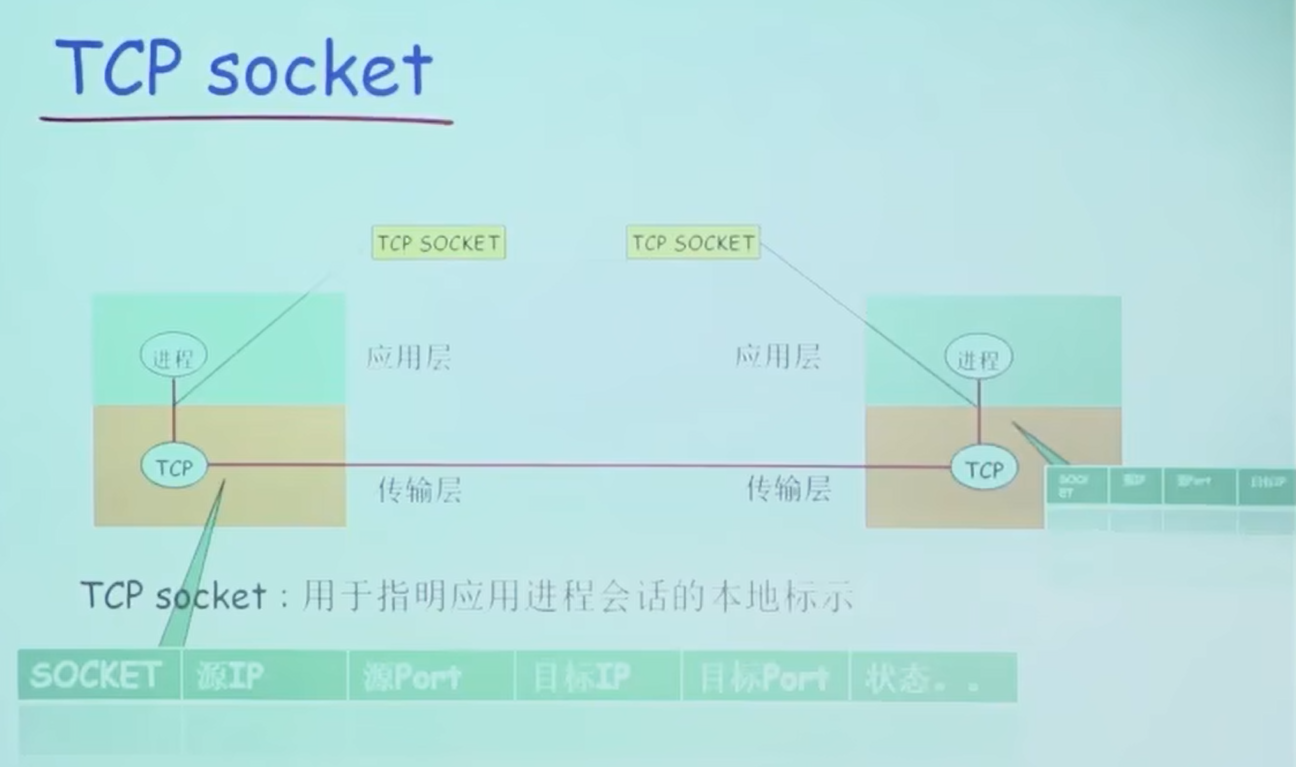 TCP socket
TCP SOCKET
TCP SOCKET
进程
应用层
应用层
进程
TCP
传输层
传输层
TCP
SOCK
ET
源IP
源Port
目标IP
TCP socket：用于指明应用进程会话的本地标示
SOCKET
源IP
源Port
目标IP
目标Port
状态。。